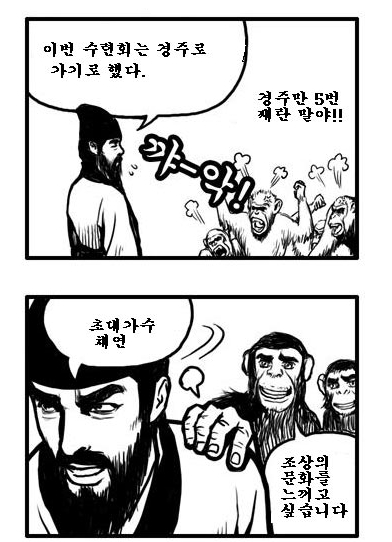 이번 수련회는 경주로
가기로 했다.
경주만 5번
째란 말야!!
꺄-악!
초대가수
채연
조상의
문화를
느끼고
싶습니다